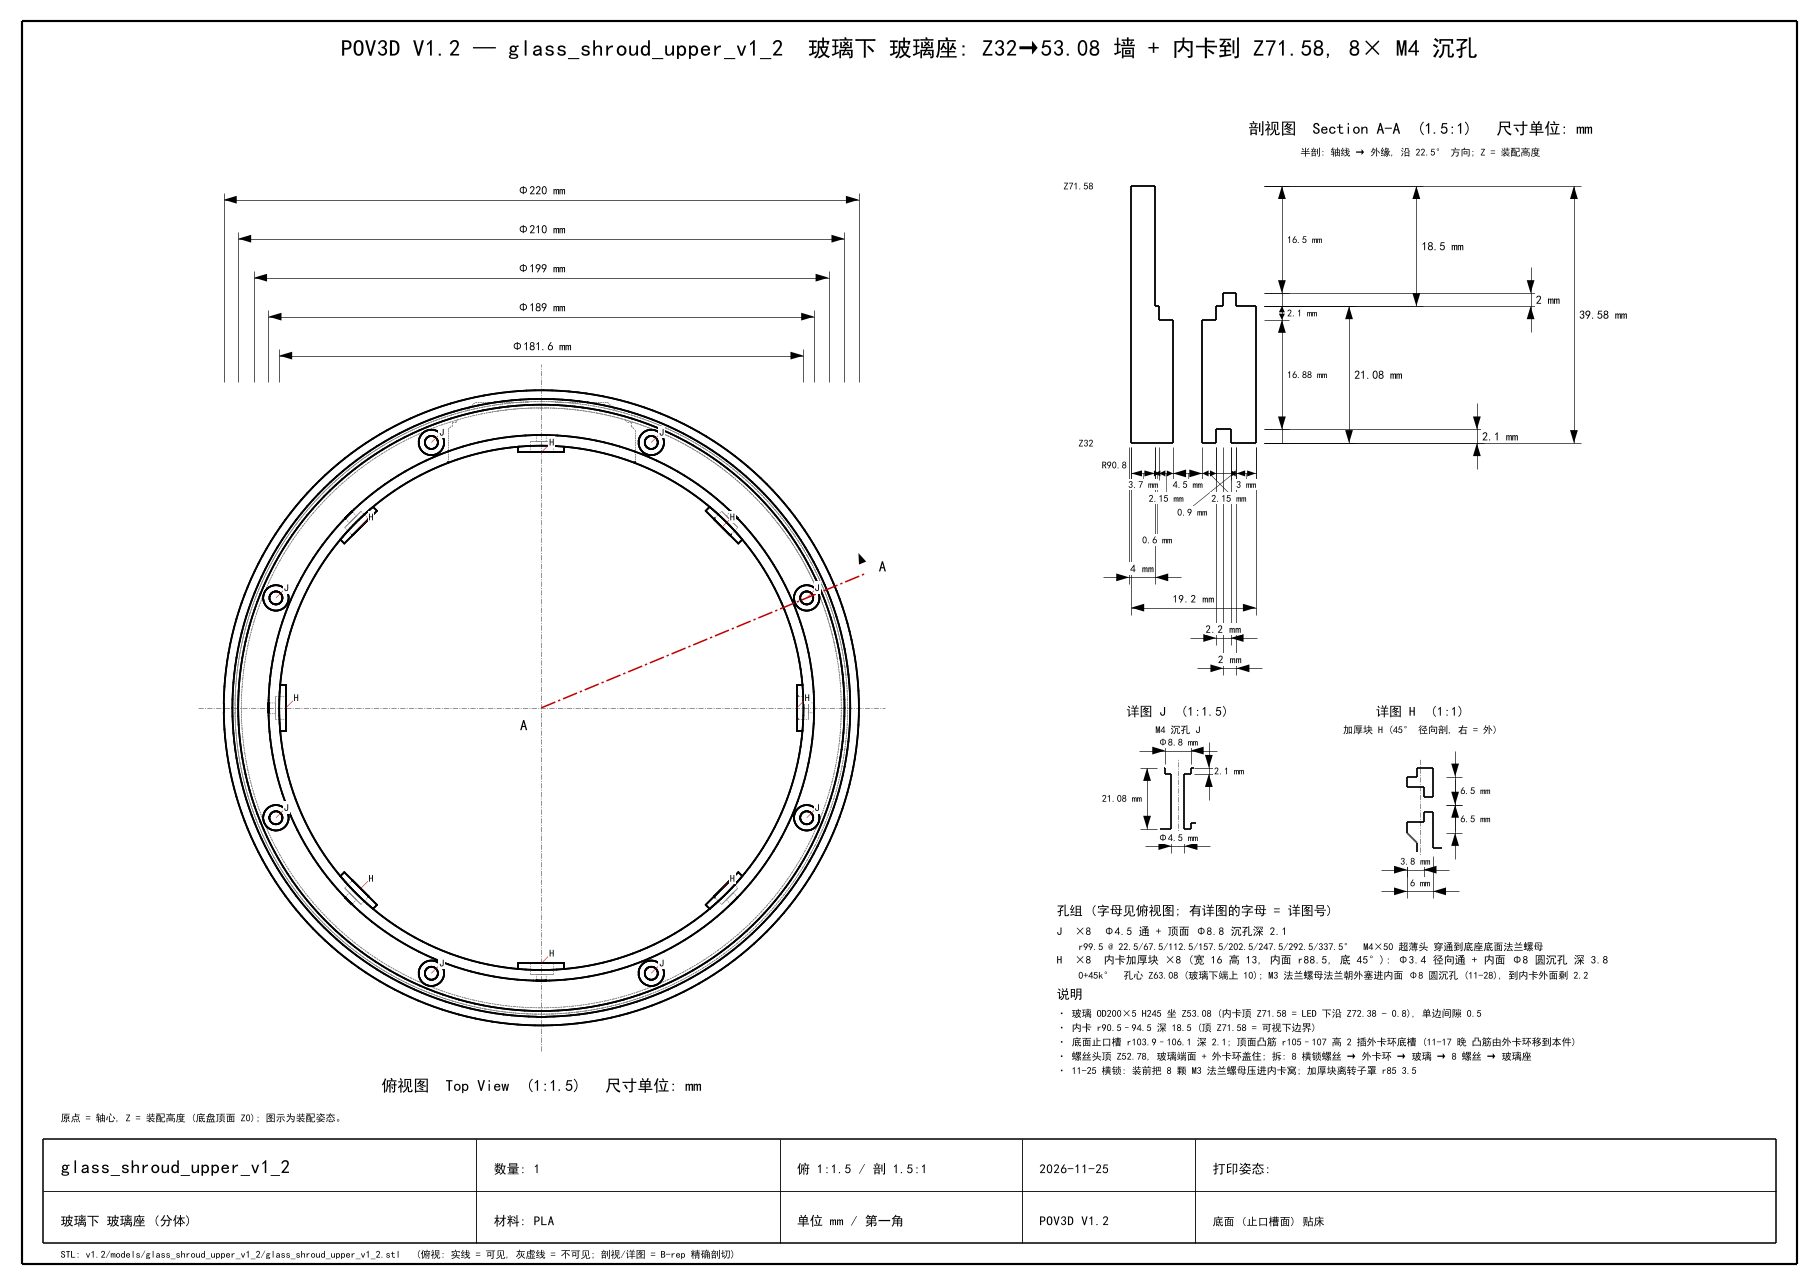 POV3D V1.2 — glass_shroud_upper_v1_2  玻璃下 玻璃座: Z32→53.08 墙 + 内卡到 Z71.58, 8× M4 沉孔
剖视图  Section A-A  (1.5:1)  尺寸单位: mm
半剖: 轴线 → 外缘, 沿 22.5° 方向; Z = 装配高度
Φ220 mm
Φ210 mm
Φ199 mm
Φ189 mm
Φ181.6 mm
Z71.58
16.5 mm
18.5 mm
2 mm
2.1 mm
39.58 mm
16.88 mm
21.08 mm
2.1 mm
Z32
R90.8
3.7 mm
4.5 mm
3 mm
2.15 mm
2.15 mm
0.9 mm
0.6 mm
4 mm
19.2 mm
2.2 mm
2 mm
J
J
H
H
H
J
J
A
H
H
A
J
J
H
H
H
J
J
详图 J  (1:1.5)
M4 沉孔 J
Φ8.8 mm
2.1 mm
21.08 mm
Φ4.5 mm
详图 H  (1:1)
加厚块 H (45° 径向剖, 右 = 外)
6.5 mm
6.5 mm
3.8 mm
6 mm
孔组 (字母见俯视图; 有详图的字母 = 详图号)
J  ×8  Φ4.5 通 + 顶面 Φ8.8 沉孔深 2.1
r99.5 @ 22.5/67.5/112.5/157.5/202.5/247.5/292.5/337.5°  M4×50 超薄头 穿通到底座底面法兰螺母
H  ×8  内卡加厚块 ×8 (宽 16 高 13, 内面 r88.5, 底 45°); Φ3.4 径向通 + 内面 Φ8 圆沉孔 深 3.8
0+45k°  孔心 Z63.08 (玻璃下端上 10); M3 法兰螺母法兰朝外塞进内面 Φ8 圆沉孔 (11-28), 到内卡外面剩 2.2
说明
· 玻璃 OD200×5 H245 坐 Z53.08 (内卡顶 Z71.58 = LED 下沿 Z72.38 - 0.8), 单边间隙 0.5
· 内卡 r90.5–94.5 深 18.5 (顶 Z71.58 = 可视下边界)
· 底面止口槽 r103.9–106.1 深 2.1; 顶面凸筋 r105–107 高 2 插外卡环底槽 (11-17 晚 凸筋由外卡环移到本件)
· 螺丝头顶 Z52.78, 玻璃端面 + 外卡环盖住; 拆: 8 横锁螺丝 → 外卡环 → 玻璃 → 8 螺丝 → 玻璃座
· 11-25 横锁: 装前把 8 颗 M3 法兰螺母压进内卡窝; 加厚块离转子罩 r85 3.5
俯视图  Top View  (1:1.5)  尺寸单位: mm
原点 = 轴心, Z = 装配高度 (底盘顶面 Z0); 图示为装配姿态。
glass_shroud_upper_v1_2
数量: 1
俯 1:1.5 / 剖 1.5:1
2026-11-25
打印姿态:
玻璃下 玻璃座 (分体)
材料: PLA
单位 mm / 第一角
POV3D V1.2
底面 (止口槽面) 贴床
STL: v1.2/models/glass_shroud_upper_v1_2/glass_shroud_upper_v1_2.stl  (俯视: 实线 = 可见, 灰虚线 = 不可见; 剖视/详图 = B-rep 精确剖切)